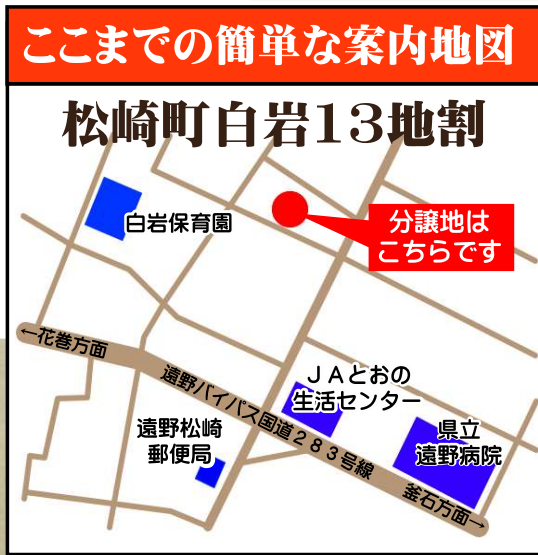 ここまでの簡単な案内地図
松崎町白岩13地割
白岩保育園
分譲地は
こちらです
←花巻方面
遠野バイパス国道283号線
JAとおの
生活センター
遠野松崎
郵便局
県立
遠野病院
釜石方面→